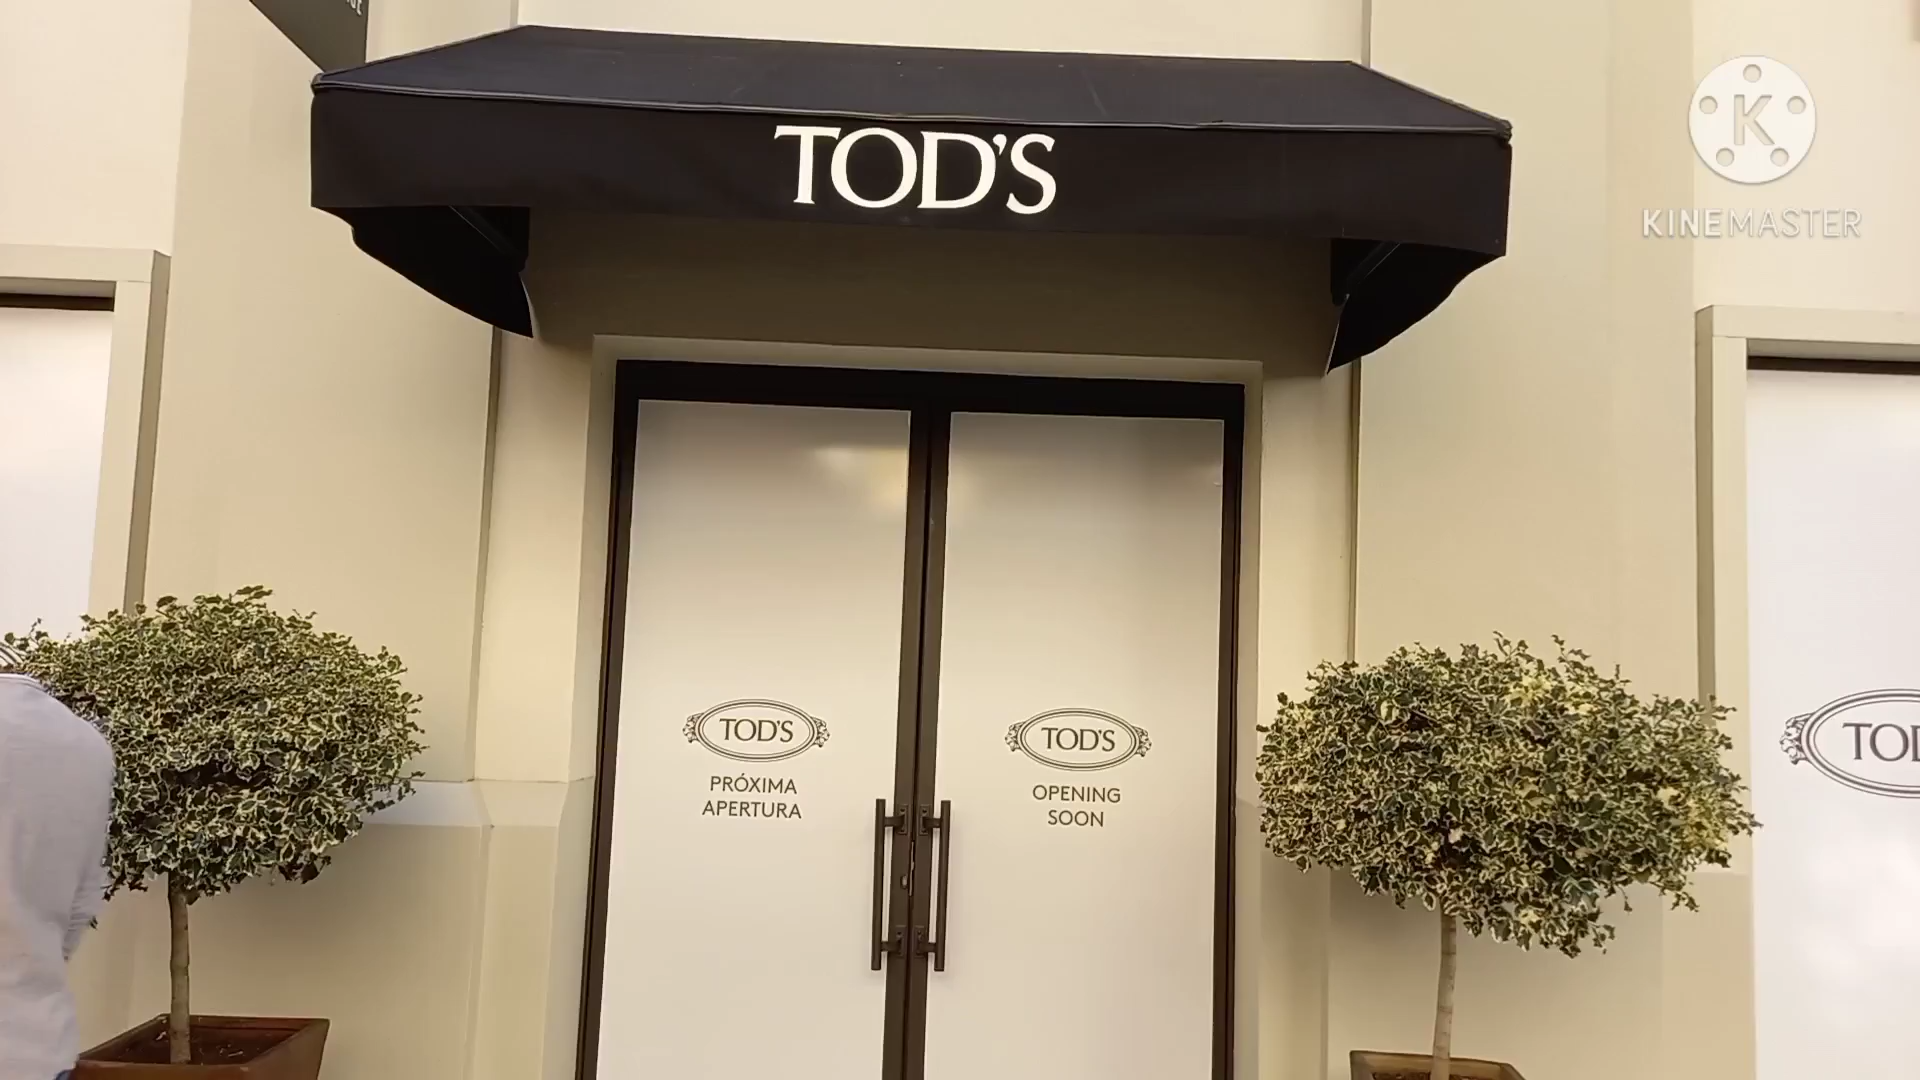 TOD'S
K
KINEMASTER
TOD'S
PRÓXIMA
APERTURA
TOD'S
OPENING
SOON